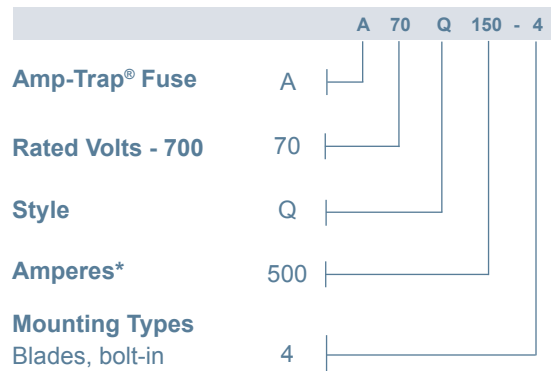 A 70 Q 150 - 4
Amp-Trap® Fuse A
Rated Volts - 700 70
Style Q
Amperes* 500
Mounting Types
Blades, bolt-in 4